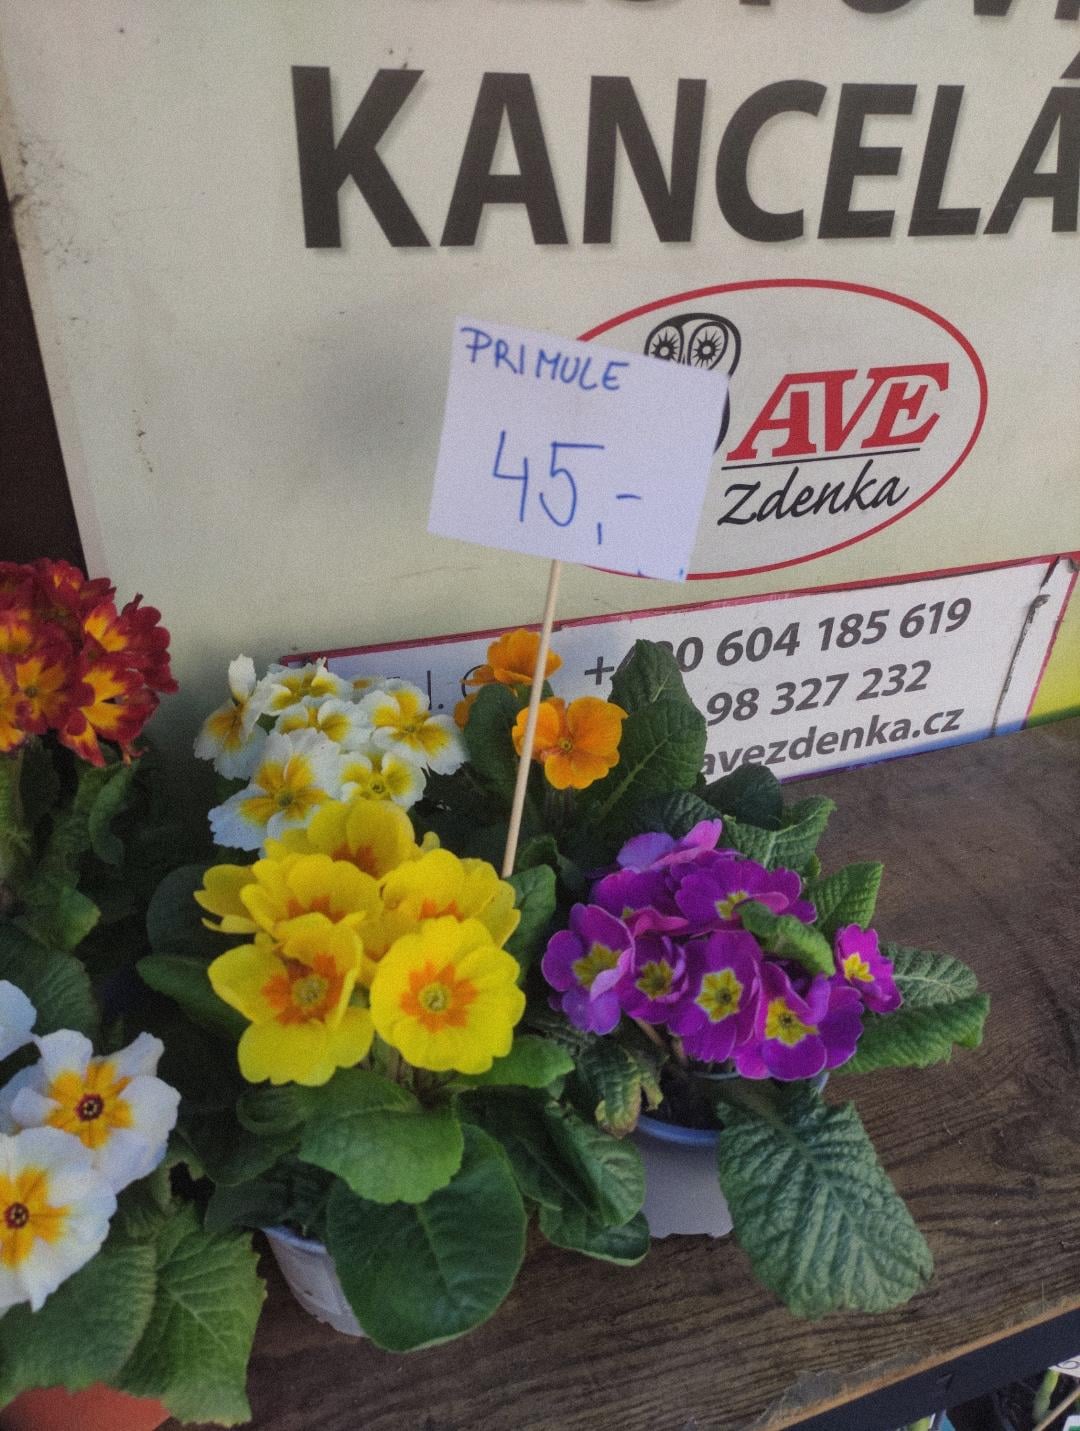 KANCELÁ
PRIMULE
45,-
AVE
Zdenka
604 185 619
98 327 232
avezdenka.cz